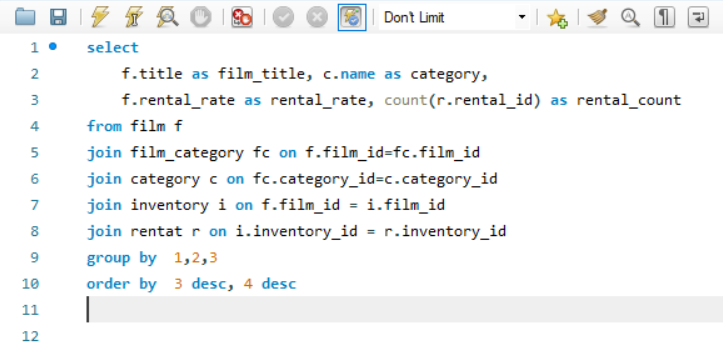 Don't Limit
1 select
2 f.title as film_title, c.name as category,
3 f.rental_rate as rental_rate, count(r.rental_id) as rental_count
4 from film f
5 join film_category fc on f.film_id=fc.film_id
6 join category c on fc.category_id=c.category_id
7 join inventory i on f.film_id = i.film_id
8 join rentat r on i.inventory_id = r.inventory_id
9 group by 1,2,3
10 order by 3 desc, 4 desc
11
12